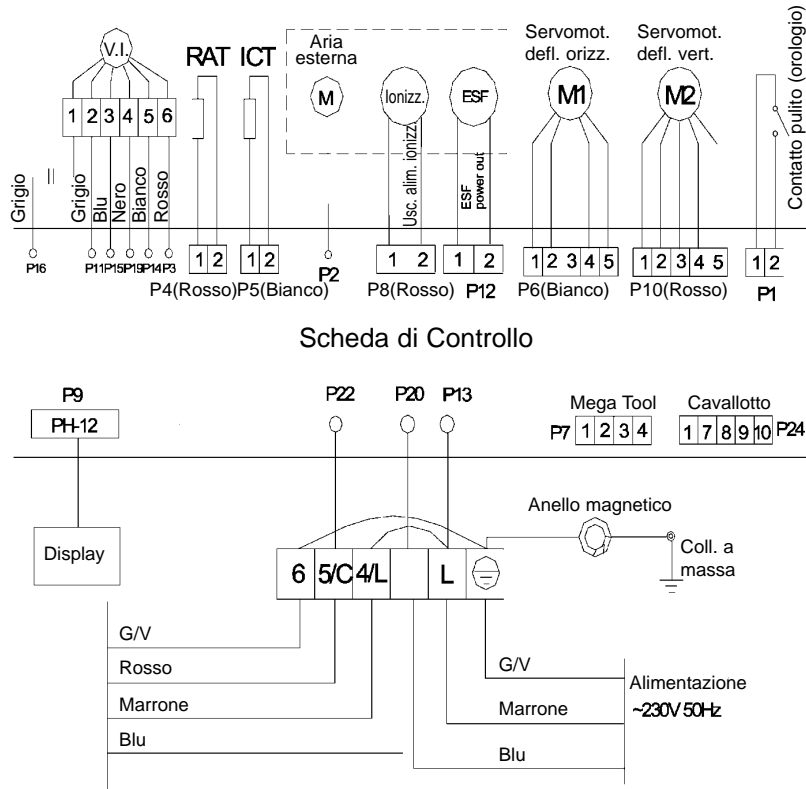 V.I.
RAT ICT
Aria
esterna
Servomot.
defl. orizz.
Servomot.
defl. vert.
M
Ionizz.
ESF
M1
M2
Contatto pulito (orologio)
1 2 3 4 5 6
Grigio
Grigio
Blu
Nero
Bianco
Rosso
Usc. alim. ionizz.
ESF
power out
P16
P11 P15 P19 P14 P3
1 2
1 2
P2
1 2
1 2
1 2 3 4 5
1 2 3 4 5
1 2
P4(Rosso) P5(Bianco)
P8(Rosso)
P12
P6(Bianco)
P10(Rosso)
P1
Scheda di Controllo
P9
PH-12
P22
P20
P13
Mega Tool
P7 1 2 3 4
Cavallotto
1 7 8 9 10 P24
Display
Anello magnetico
Coll. a
massa
6 5/C 4/L L
G/V
Rosso
Marrone
Blu
G/V
Marrone
Blu
Alimentazione
~230V 50Hz